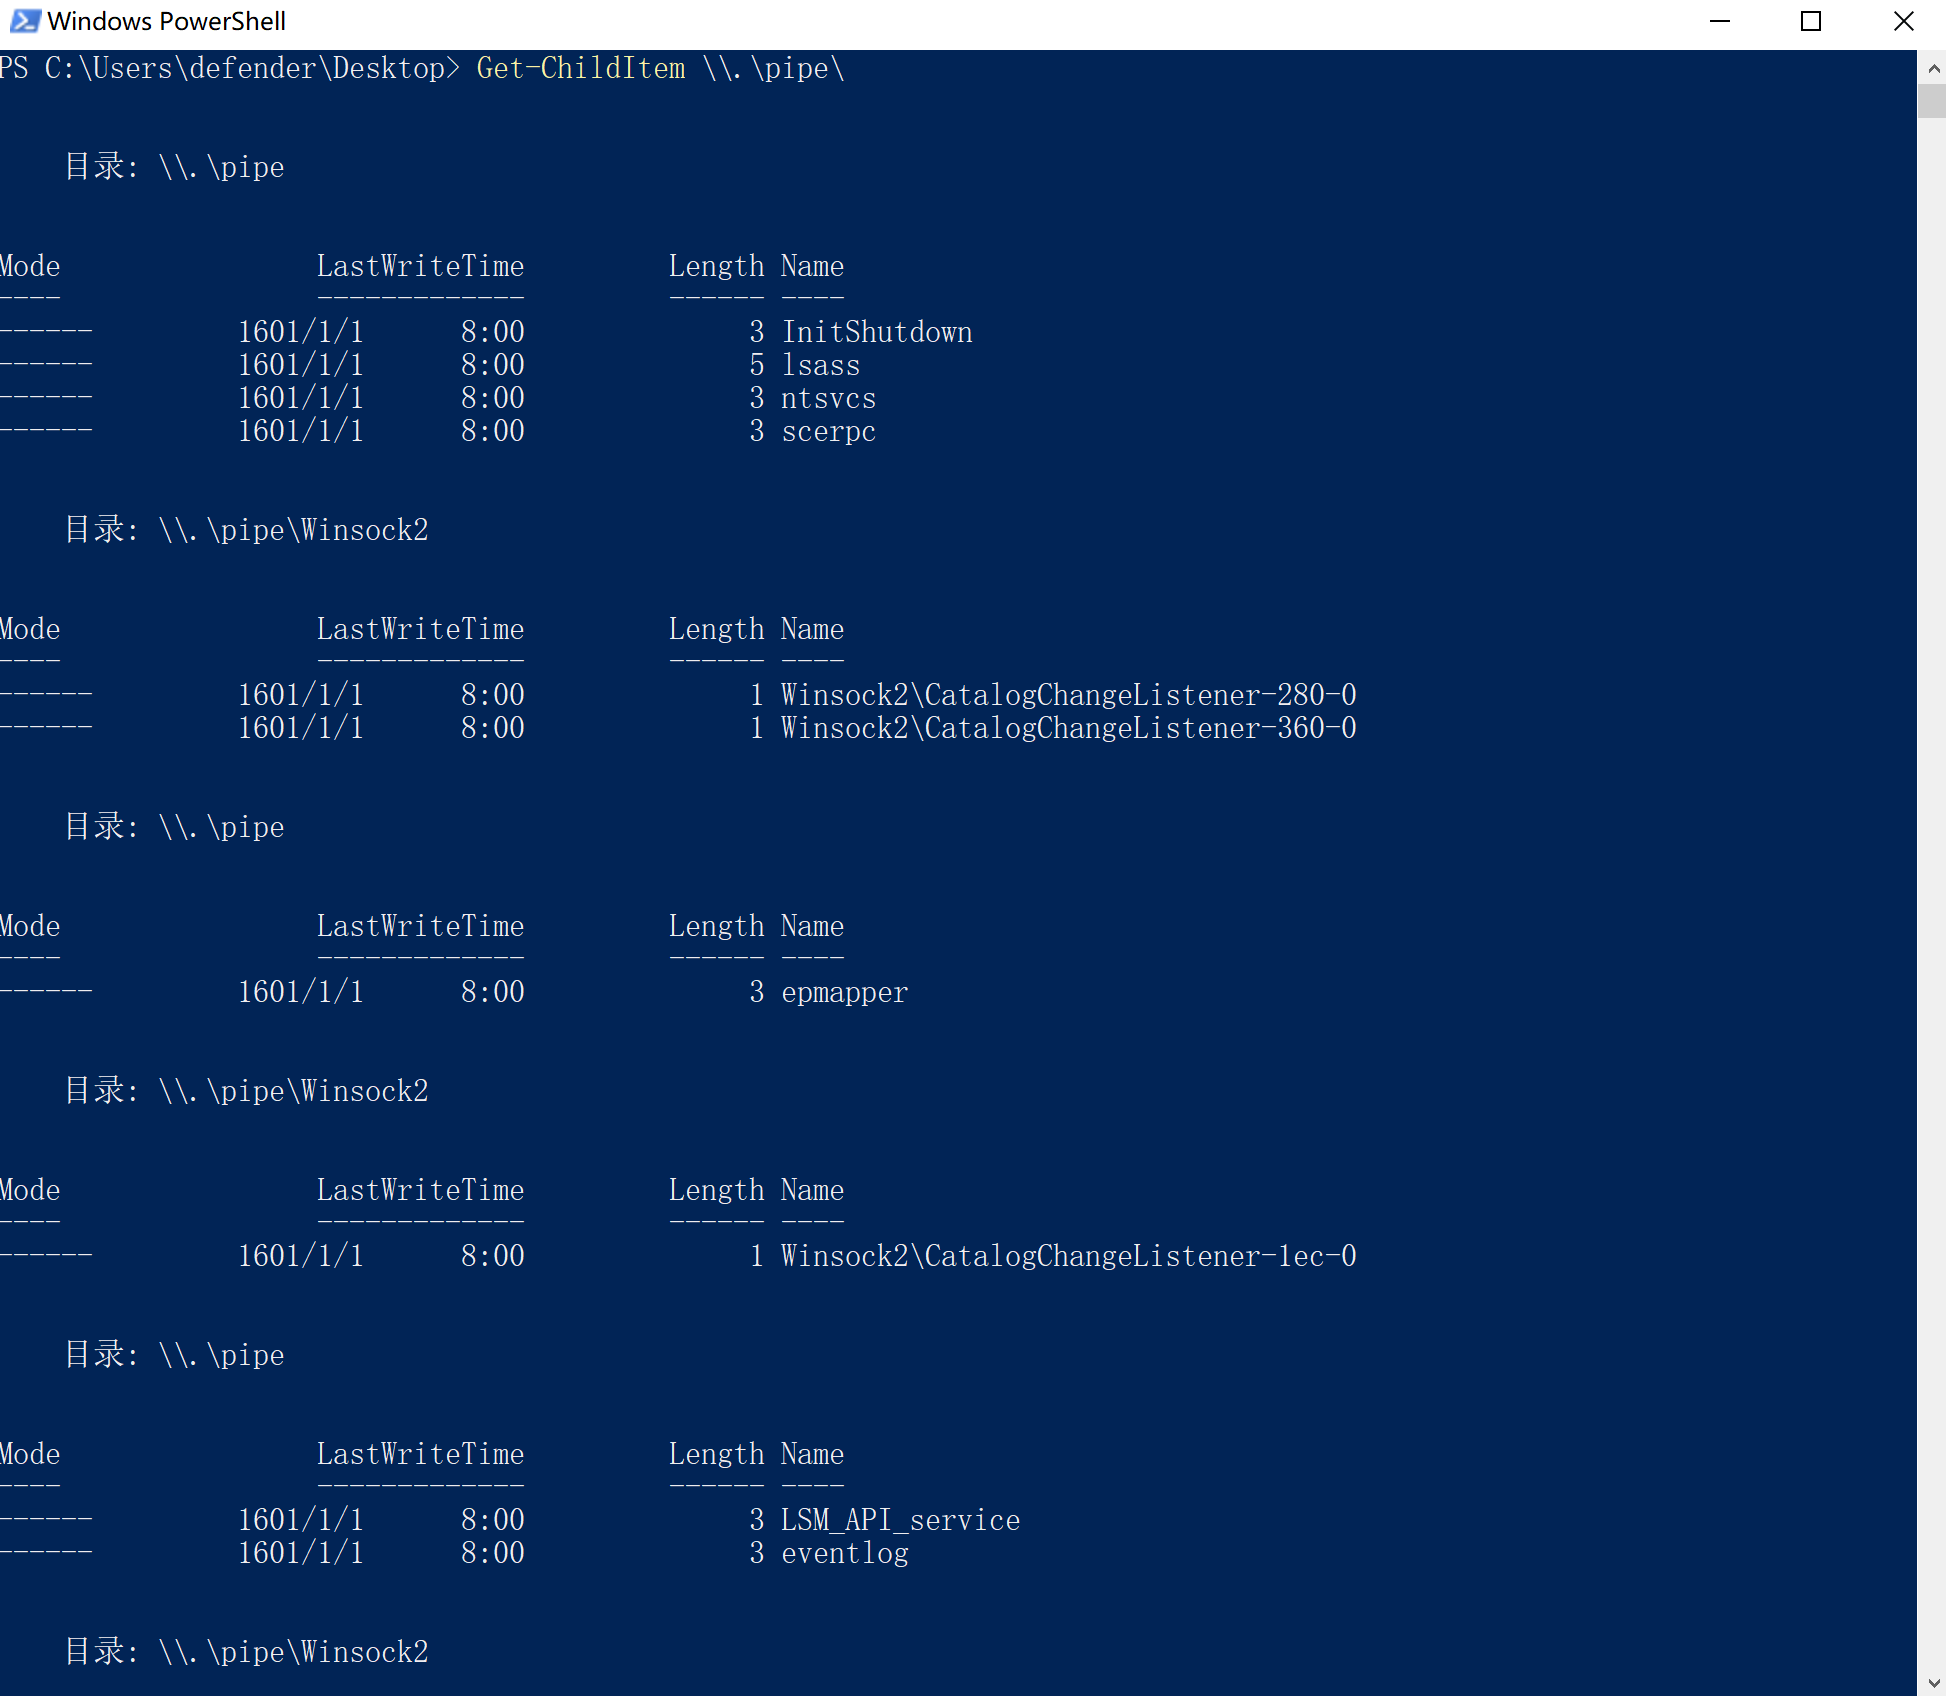 Windows PowerShell
PS C:\Users\defender\Desktop> Get-ChildItem \\.\pipe\
目录: \\.\pipe
Mode LastWriteTime Length Name
---- ------------- ------ ----
------ 1601/1/1 8:00 3 InitShutdown
------ 1601/1/1 8:00 5 lsass
------ 1601/1/1 8:00 3 ntsvcs
------ 1601/1/1 8:00 3 scerpc
目录: \\.\pipe\Winsock2
Mode LastWriteTime Length Name
---- ------------- ------ ----
------ 1601/1/1 8:00 1 Winsock2\CatalogChangeListener-280-0
------ 1601/1/1 8:00 1 Winsock2\CatalogChangeListener-360-0
目录: \\.\pipe
Mode LastWriteTime Length Name
---- ------------- ------ ----
------ 1601/1/1 8:00 3 epmapper
目录: \\.\pipe\Winsock2
Mode LastWriteTime Length Name
---- ------------- ------ ----
------ 1601/1/1 8:00 1 Winsock2\CatalogChangeListener-1ec-0
目录: \\.\pipe
Mode LastWriteTime Length Name
---- ------------- ------ ----
------ 1601/1/1 8:00 3 LSM_API_service
------ 1601/1/1 8:00 3 eventlog
目录: \\.\pipe\Winsock2